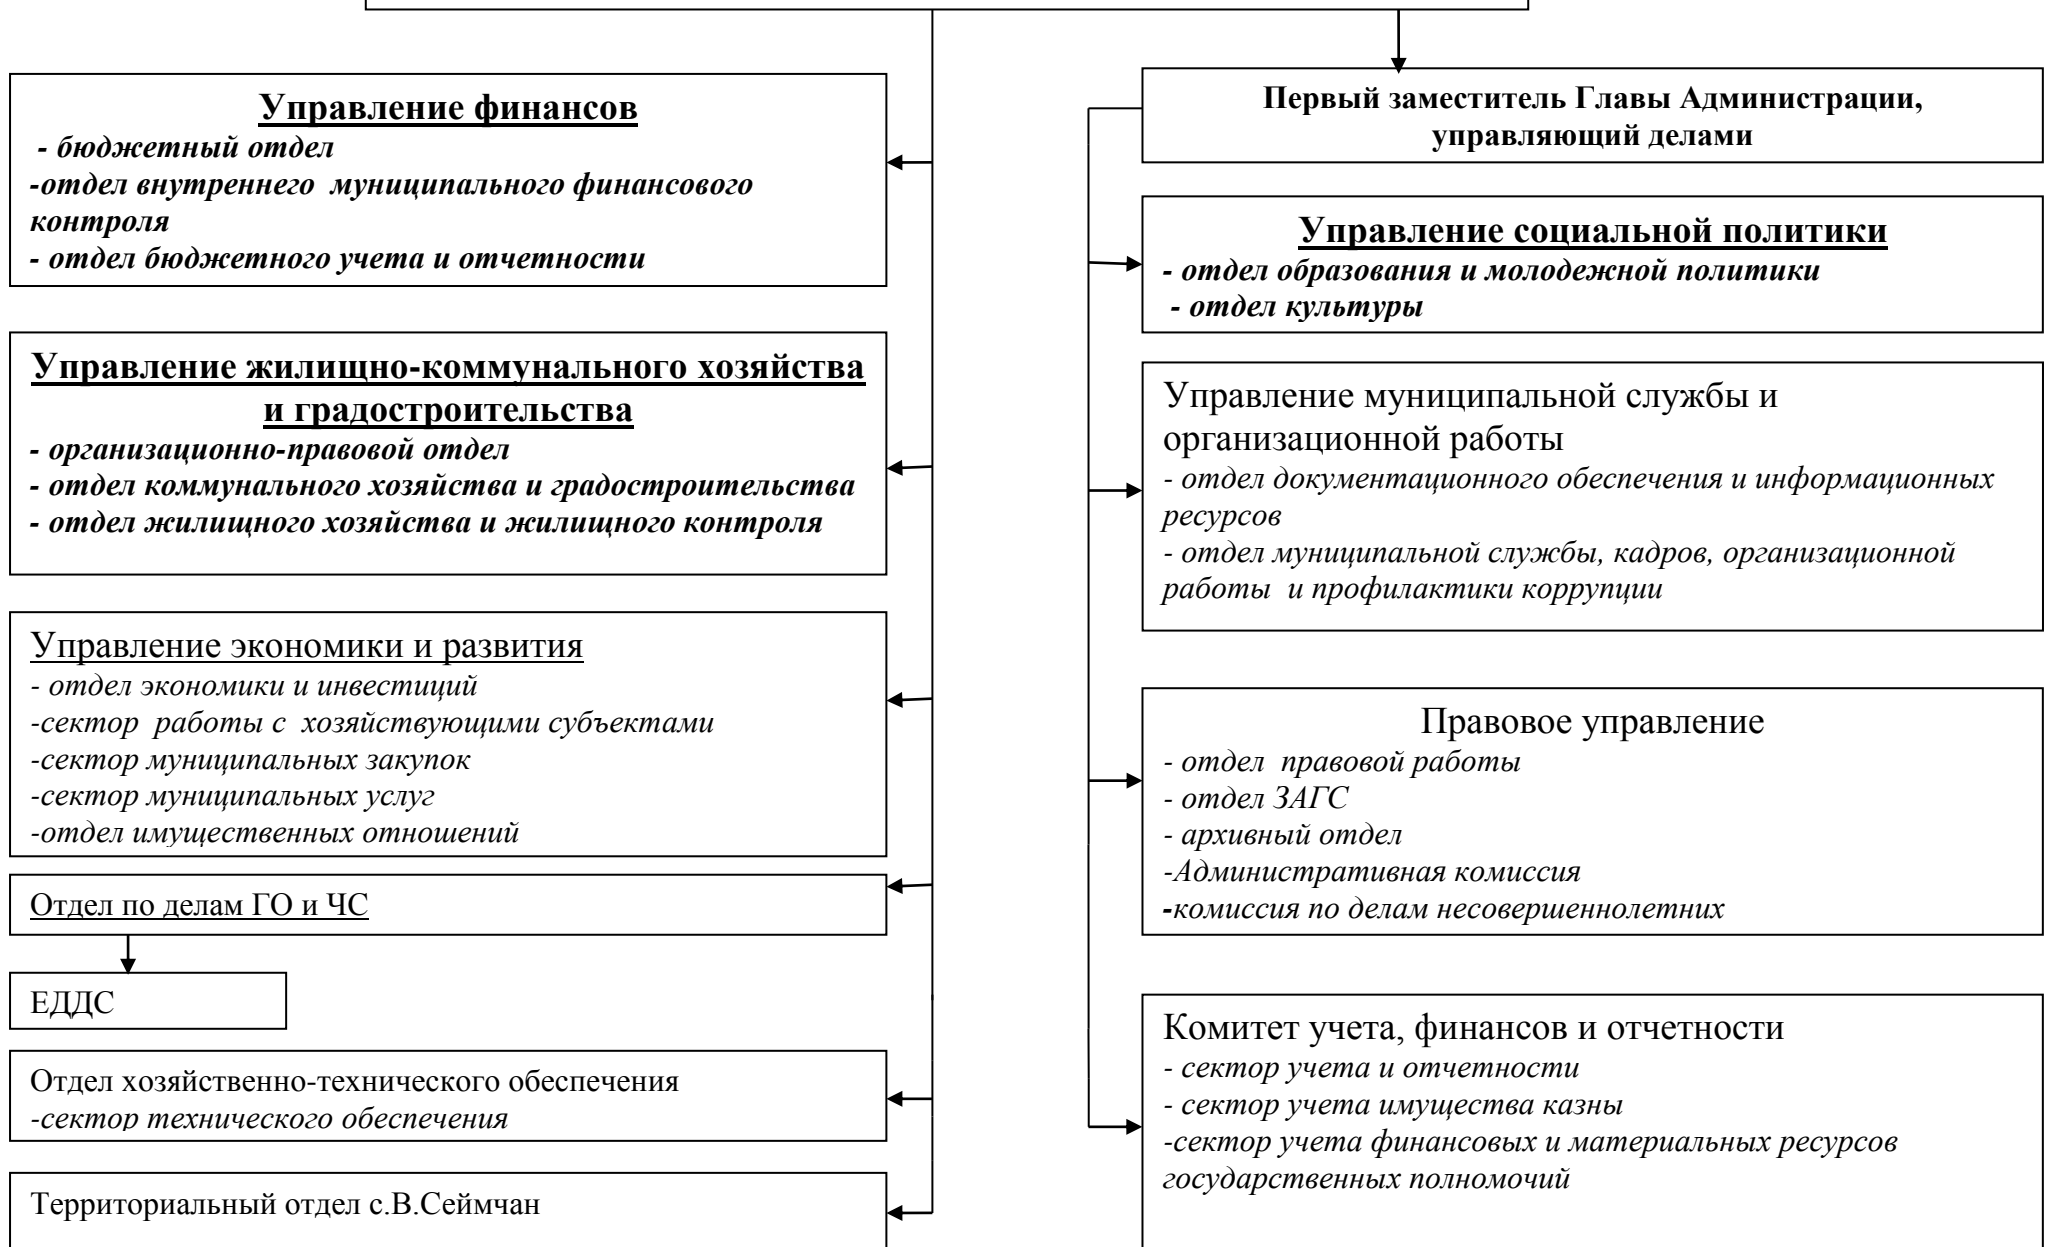 Управление финансов
- бюджетный отдел
-отдел внутреннего муниципального финансового
контроля
- отдел бюджетного учета и отчетности
Управление жилищно-коммунального хозяйства
и градостроительства
- организационно-правовой отдел
- отдел коммунального хозяйства и градостроительства
- отдел жилищного хозяйства и жилищного контроля
Управление экономики и развития
- отдел экономики и инвестиций
-сектор работы с хозяйствующими субъектами
-сектор муниципальных закупок
-сектор муниципальных услуг
-отдел имущественных отношений
Отдел по делам ГО и ЧС
ЕДДС
Отдел хозяйственно-технического обеспечения
-сектор технического обеспечения
Территориальный отдел с.В.Сеймчан
Первый заместитель Главы Администрации,
управляющий делами
Управление социальной политики
- отдел образования и молодежной политики
- отдел культуры
Управление муниципальной службы и
организационной работы
- отдел документационного обеспечения и информационных
ресурсов
- отдел муниципальной службы, кадров, организационной
работы и профилактики коррупции
Правовое управление
- отдел правовой работы
- отдел ЗАГС
- архивный отдел
-Административная комиссия
-комиссия по делам несовершеннолетних
Комитет учета, финансов и отчетности
- сектор учета и отчетности
- сектор учета имущества казны
-сектор учета финансовых и материальных ресурсов
государственных полномочий